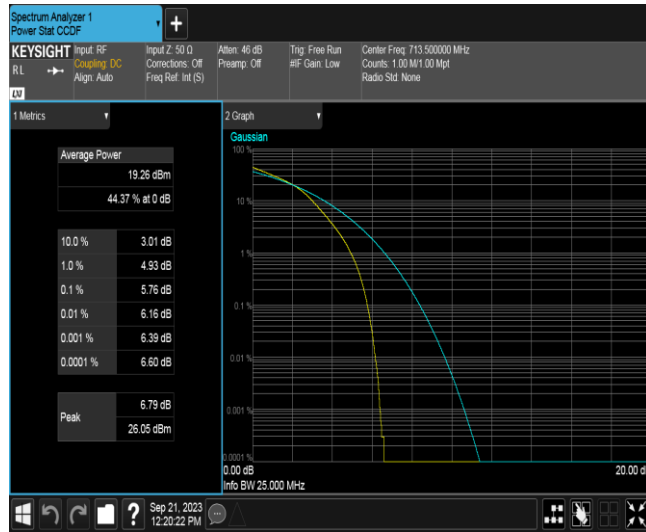 Spectrum Analyzer 1
Power Stat CCDF
+
KEYSIGHT
RL
LXI
Input: RF
Coupling: DC
Align: Auto
Input Z: 50 Ω
Corrections: Off
Freq Ref: Int (S)
Atten: 46 dB
Preamp: Off
Trig: Free Run
#IF Gain: Low
Center Freq: 713.500000 MHz
Counts: 1.00 M/1.00 Mpt
Radio Std: None
1 Metrics
Average Power
19.26 dBm
44.37 % at 0 dB
10.0 % 3.01 dB
1.0 % 4.93 dB
0.1 % 5.76 dB
0.01 % 6.16 dB
0.001 % 6.39 dB
0.0001 % 6.60 dB
Peak
6.79 dB
26.05 dBm
2 Graph
Gaussian
100 %
10 %
1 %
0.1 %
0.01 %
0.001 %
0.0001 %
0.00 dB
20.00 d
Info BW 25.000 MHz
?
Sep 21, 2023
12:20:22 PM